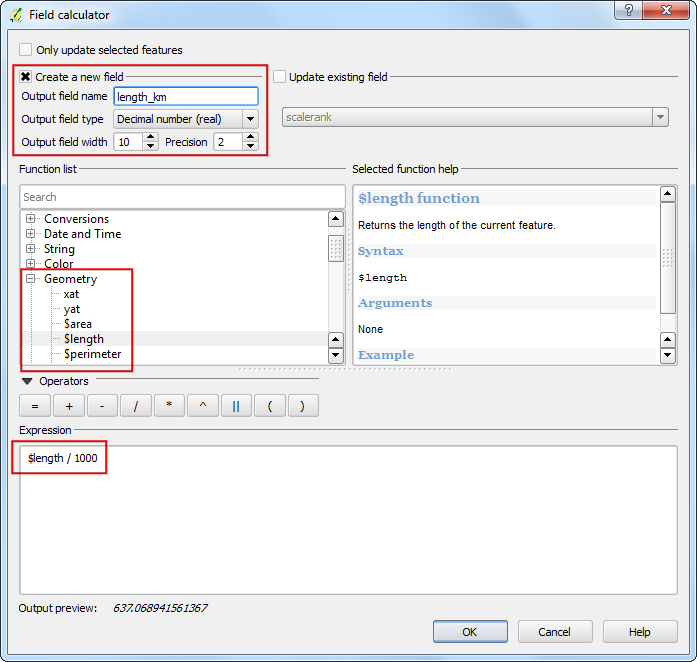 Field calculator
Only update selected features
Create a new field
Update existing field
Output field name length_km
Output field type Decimal number (real)
scalerank
Output field width 10 Precision 2
Function list
Selected function help
Search
Conversions
Date and Time
String
Color
Geometry
xat
yat
$area
$length
$perimeter
$length function
Returns the length of the current feature.
Syntax
$length
Arguments
None
Example
Operators
= + - / * ^ || ( )
Expression
$length / 1000
Output preview: 637.068941561367
OK Cancel Help